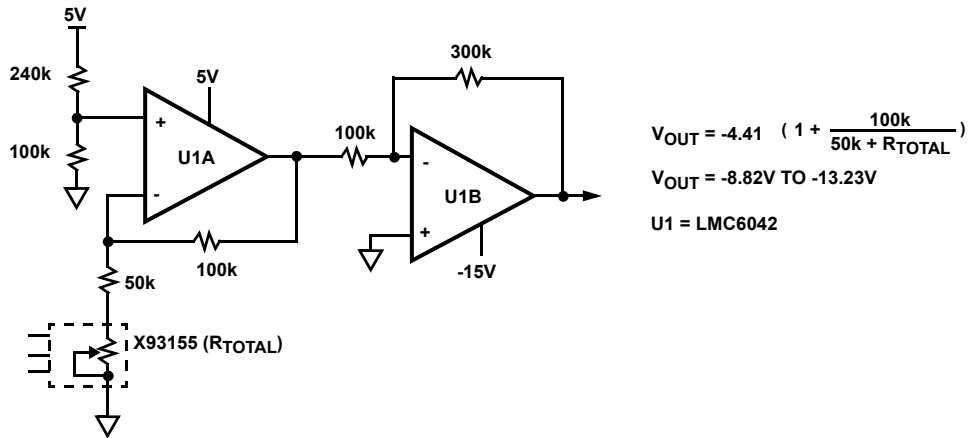 5V
240k
100k
5V
+
U1A
-
100k
50k
X93155 (RTOTAL)
100k
300k
-
U1B
+
-15V
VOUT = -4.41 ( 1 + 100k / 50k + RTOTAL )
VOUT = -8.82V TO -13.23V
U1 = LMC6042